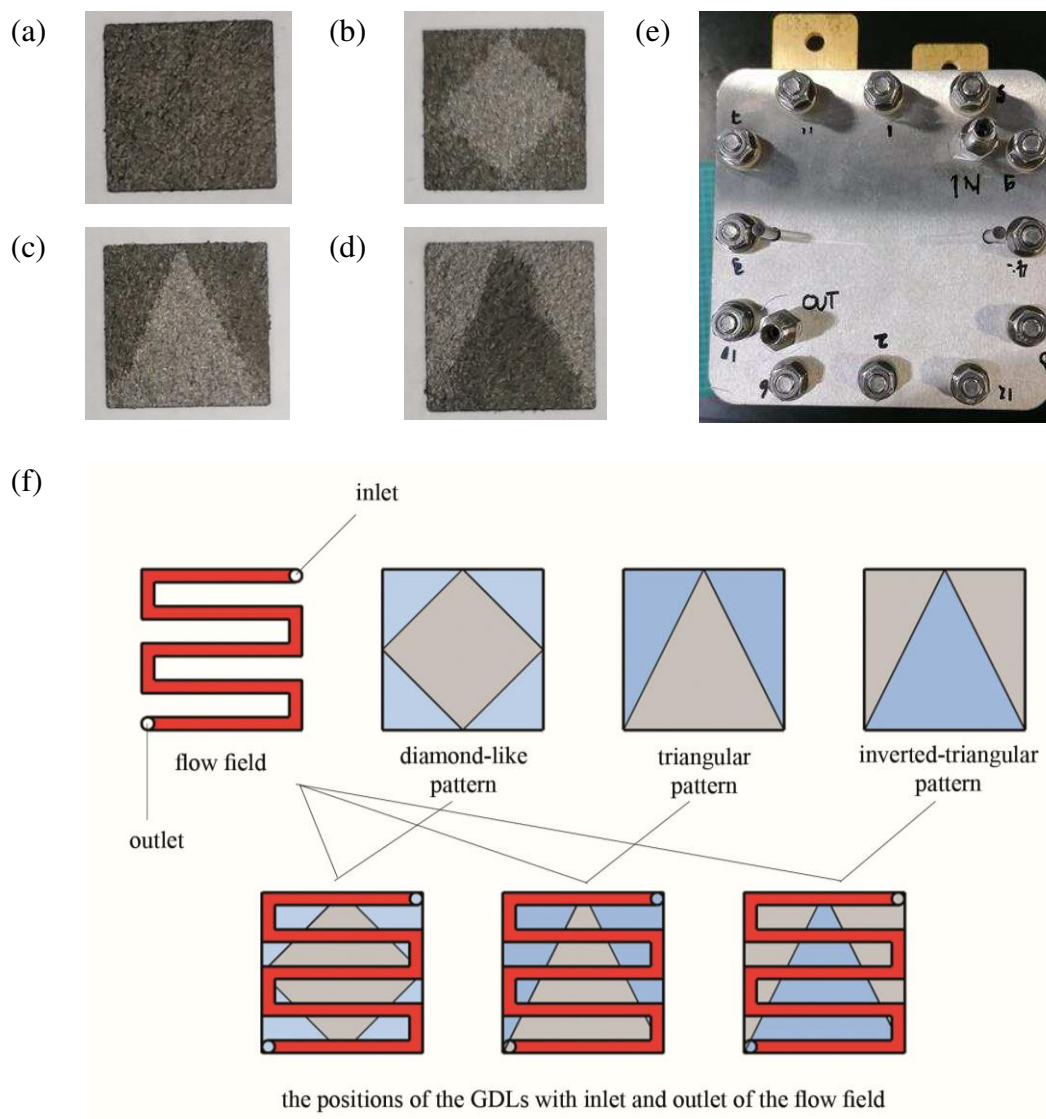 (a)
(b)
(e)
(c)
(d)
IN
OUT
(f)
inlet
flow field
diamond-like
pattern
triangular
pattern
inverted-triangular
pattern
outlet
the positions of the GDLs with inlet and outlet of the flow field